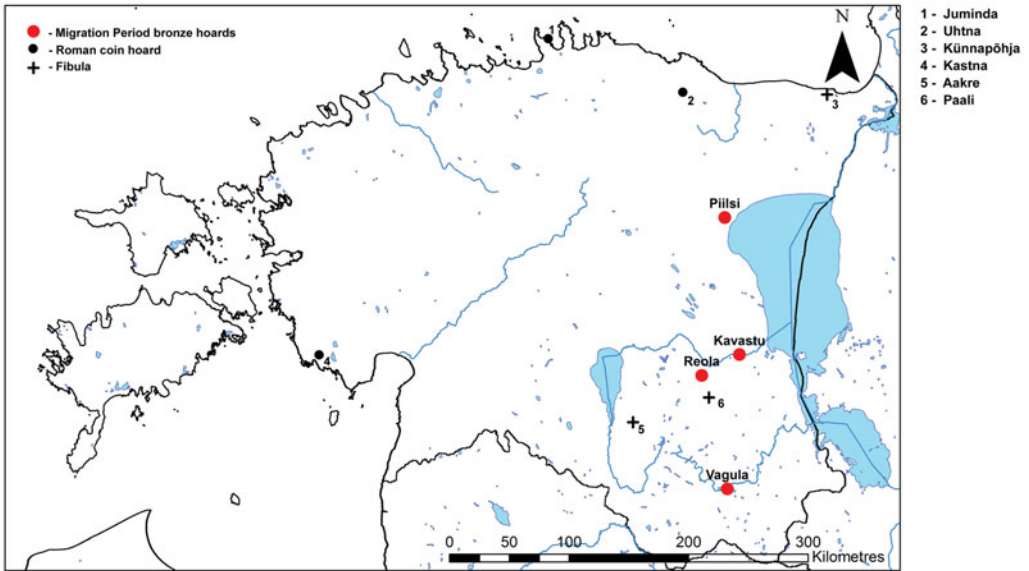 - Migration Period bronze hoards
- Roman coin hoard
- Fibula
N
1 - Juminda
2 - Uhtna
3 - Künnapõhja
4 - Kastna
5 - Aakre
6 - Paali
1
2
3
Piilsi
Kavastu
Reola
4
6
5
Vagula
0 50 100 200 300
Kilometres